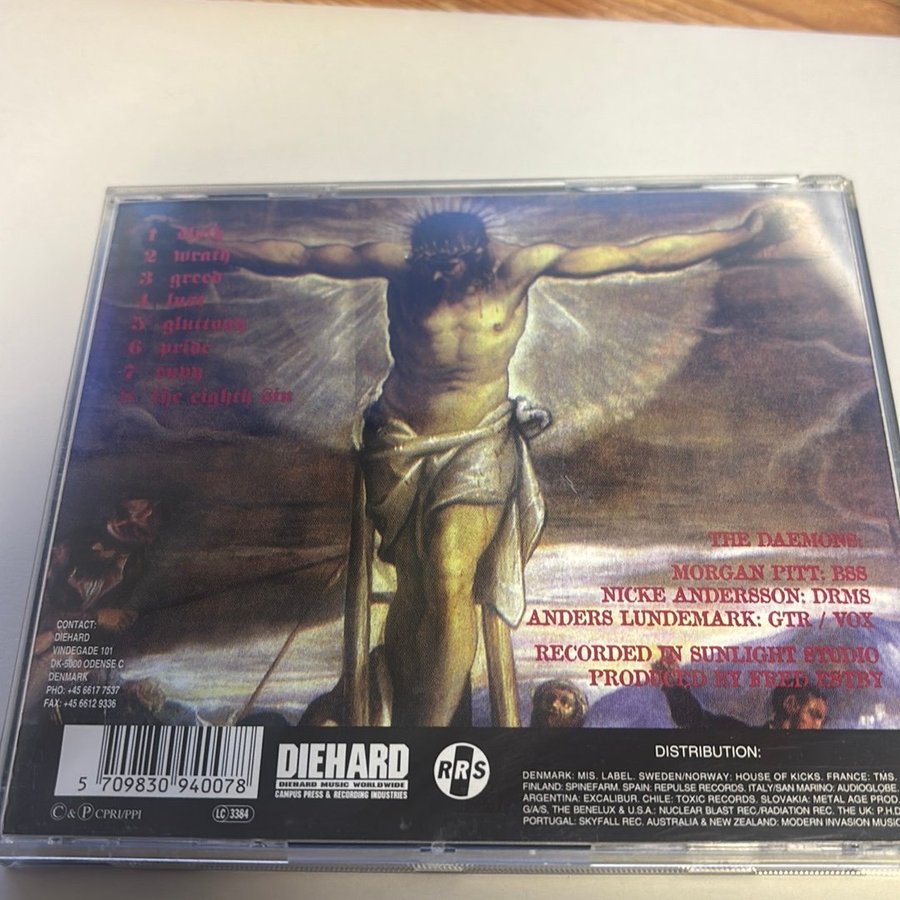 1 sloth
2 wrath
3 greed
4 lust
5 gluttony
6 pride
7 envy
8 the eighth sin
THE DAEMONS:
MORGAN PITT: BSS
NICKE ANDERSSON: DRMS
ANDERS LUNDEMARK: GTR / VOX
RECORDED IN SUNLIGHT STUDIO
PRODUCED BY FRED ESTBY
CONTACT:
DIEHARD
VINDEGADE 101
DK-5000 ODENSE C
DENMARK
PHO: +45 6617 7537
FAX: +45 6612 9336
5 709830 940078
© & Ⓟ CPRI/PPI
DIEHARD
DIEHARD MUSIC WORLDWIDE
CAMPUS PRESS & RECORDING INDUSTRIES
LC 3384
RRS
DISTRIBUTION:
DENMARK: MIS. LABEL. SWEDEN/NORWAY: HOUSE OF KICKS. FRANCE: TMS.
FINLAND: SPINEFARM. SPAIN: REPULSE RECORDS. ITALY/SAN MARINO: AUDIOGLOBE.
ARGENTINA: EXCALIBUR. CHILE: TOXIC RECORDS. SLOVAKIA: METAL AGE PROD.
G/A/S, THE BENELUX & U.S.A.: NUCLEAR BLAST REC./RADIATION REC. THE UK: P.H.D
PORTUGAL: SKYFALL REC. AUSTRALIA & NEW ZEALAND: MODERN INVASION MUSIC